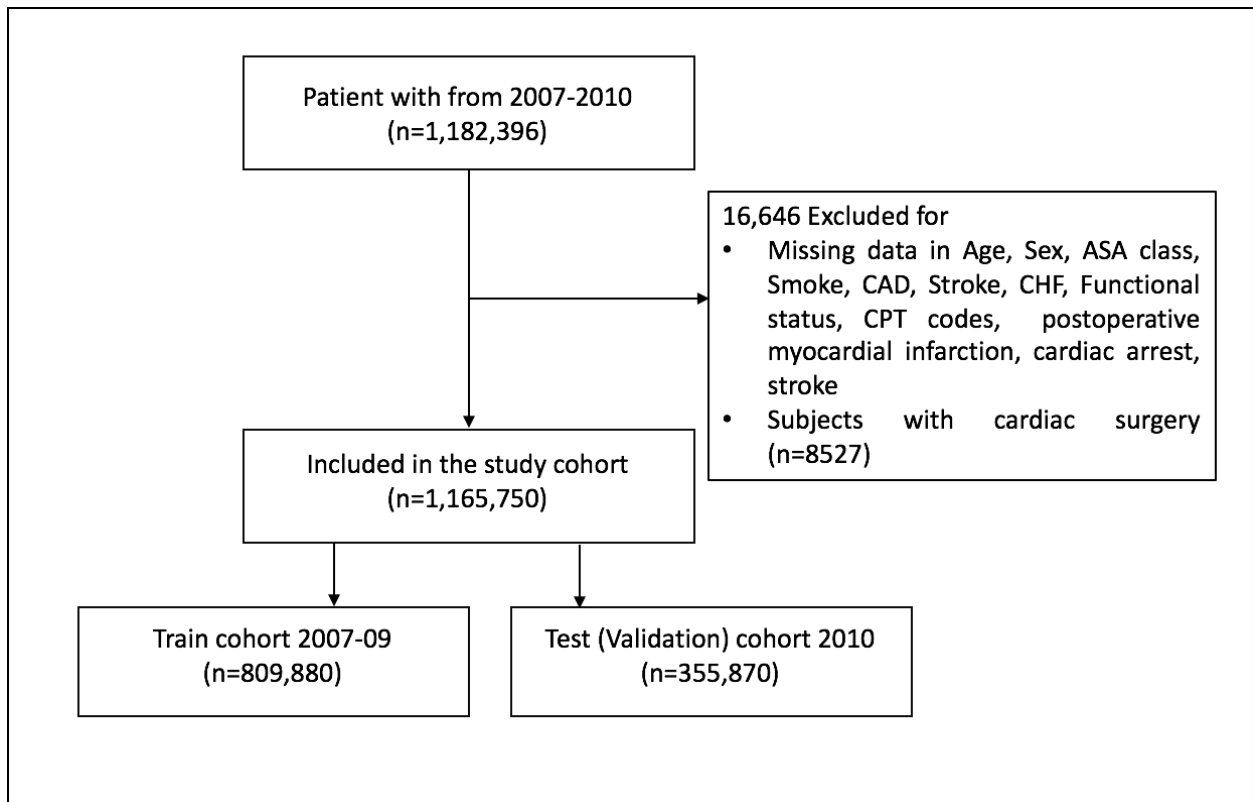 Patient with from 2007-2010
(n=1,182,396)
16,646 Excluded for
• Missing data in Age, Sex, ASA class,
Smoke, CAD, Stroke, CHF, Functional
status, CPT codes, postoperative
myocardial infarction, cardiac arrest,
stroke
• Subjects with cardiac surgery
(n=8527)
Included in the study cohort
(n=1,165,750)
Train cohort 2007-09
(n=809,880)
Test (Validation) cohort 2010
(n=355,870)